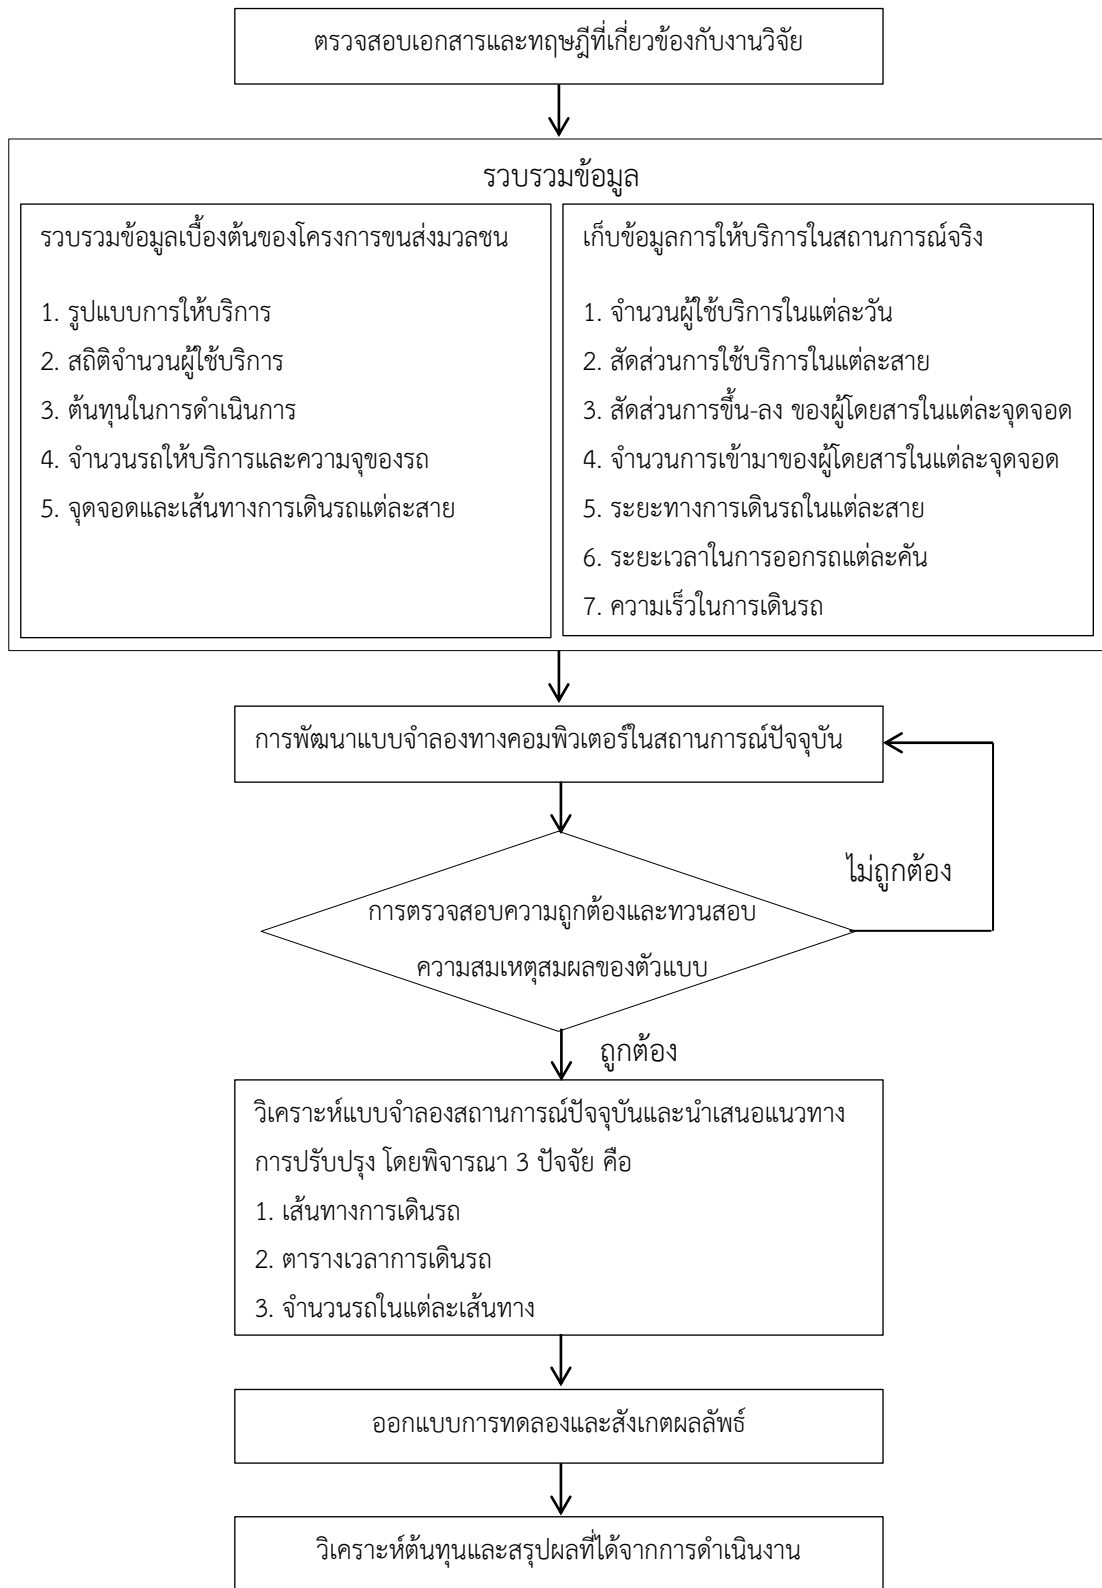 ตรวจสอบเอกสารและทฤษฎีที่เกี่ยวข้องกับงานวิจัย
รวบรวมข้อมูล
รวบรวมข้อมูลเบื้องต้นของโครงการขนส่งมวลชน
1. รูปแบบการให้บริการ
2. สถิติจำนวนผู้ใช้บริการ
3. ต้นทุนในการดำเนินการ
4. จำนวนรถให้บริการและความจุของรถ
5. จุดจอดและเส้นทางการเดินรถแต่ละสาย
เก็บข้อมูลการให้บริการในสถานการณ์จริง
1. จำนวนผู้ใช้บริการในแต่ละวัน
2. สัดส่วนการใช้บริการในแต่ละสาย
3. สัดส่วนการขึ้น-ลง ของผู้โดยสารในแต่ละจุดจอด
4. จำนวนการเข้ามาของผู้โดยสารในแต่ละจุดจอด
5. ระยะทางการเดินรถในแต่ละสาย
6. ระยะเวลาในการออกรถแต่ละคัน
7. ความเร็วในการเดินรถ
การพัฒนาแบบจำลองทางคอมพิวเตอร์ในสถานการณ์ปัจจุบัน
ไม่ถูกต้อง
การตรวจสอบความถูกต้องและทวนสอบ
ความสมเหตุสมผลของตัวแบบ
ถูกต้อง
วิเคราะห์แบบจำลองสถานการณ์ปัจจุบันและนำเสนอแนวทาง
การปรับปรุง โดยพิจารณา 3 ปัจจัย คือ
1. เส้นทางการเดินรถ
2. ตารางเวลาการเดินรถ
3. จำนวนรถในแต่ละเส้นทาง
ออกแบบการทดลองและสังเกตผลลัพธ์
วิเคราะห์ต้นทุนและสรุปผลที่ได้จากการดำเนินงาน